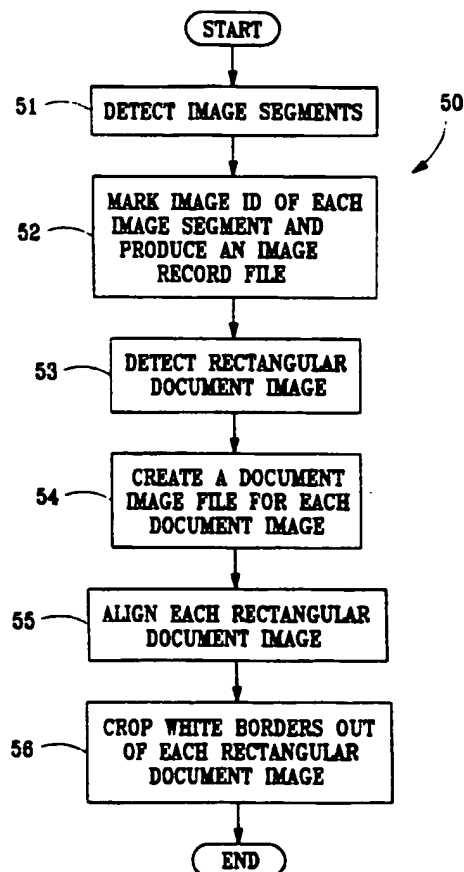 START
51
DETECT IMAGE SEGMENTS
50
52
MARK IMAGE ID OF EACH
IMAGE SEGMENT AND
PRODUCE AN IMAGE
RECORD FILE
53
DETECT RECTANGULAR
DOCUMENT IMAGE
54
CREATE A DOCUMENT
IMAGE FILE FOR EACH
DOCUMENT IMAGE
55
ALIGN EACH RECTANGULAR
DOCUMENT IMAGE
56
CROP WHITE BORDERS OUT
OF EACH RECTANGULAR
DOCUMENT IMAGE
END